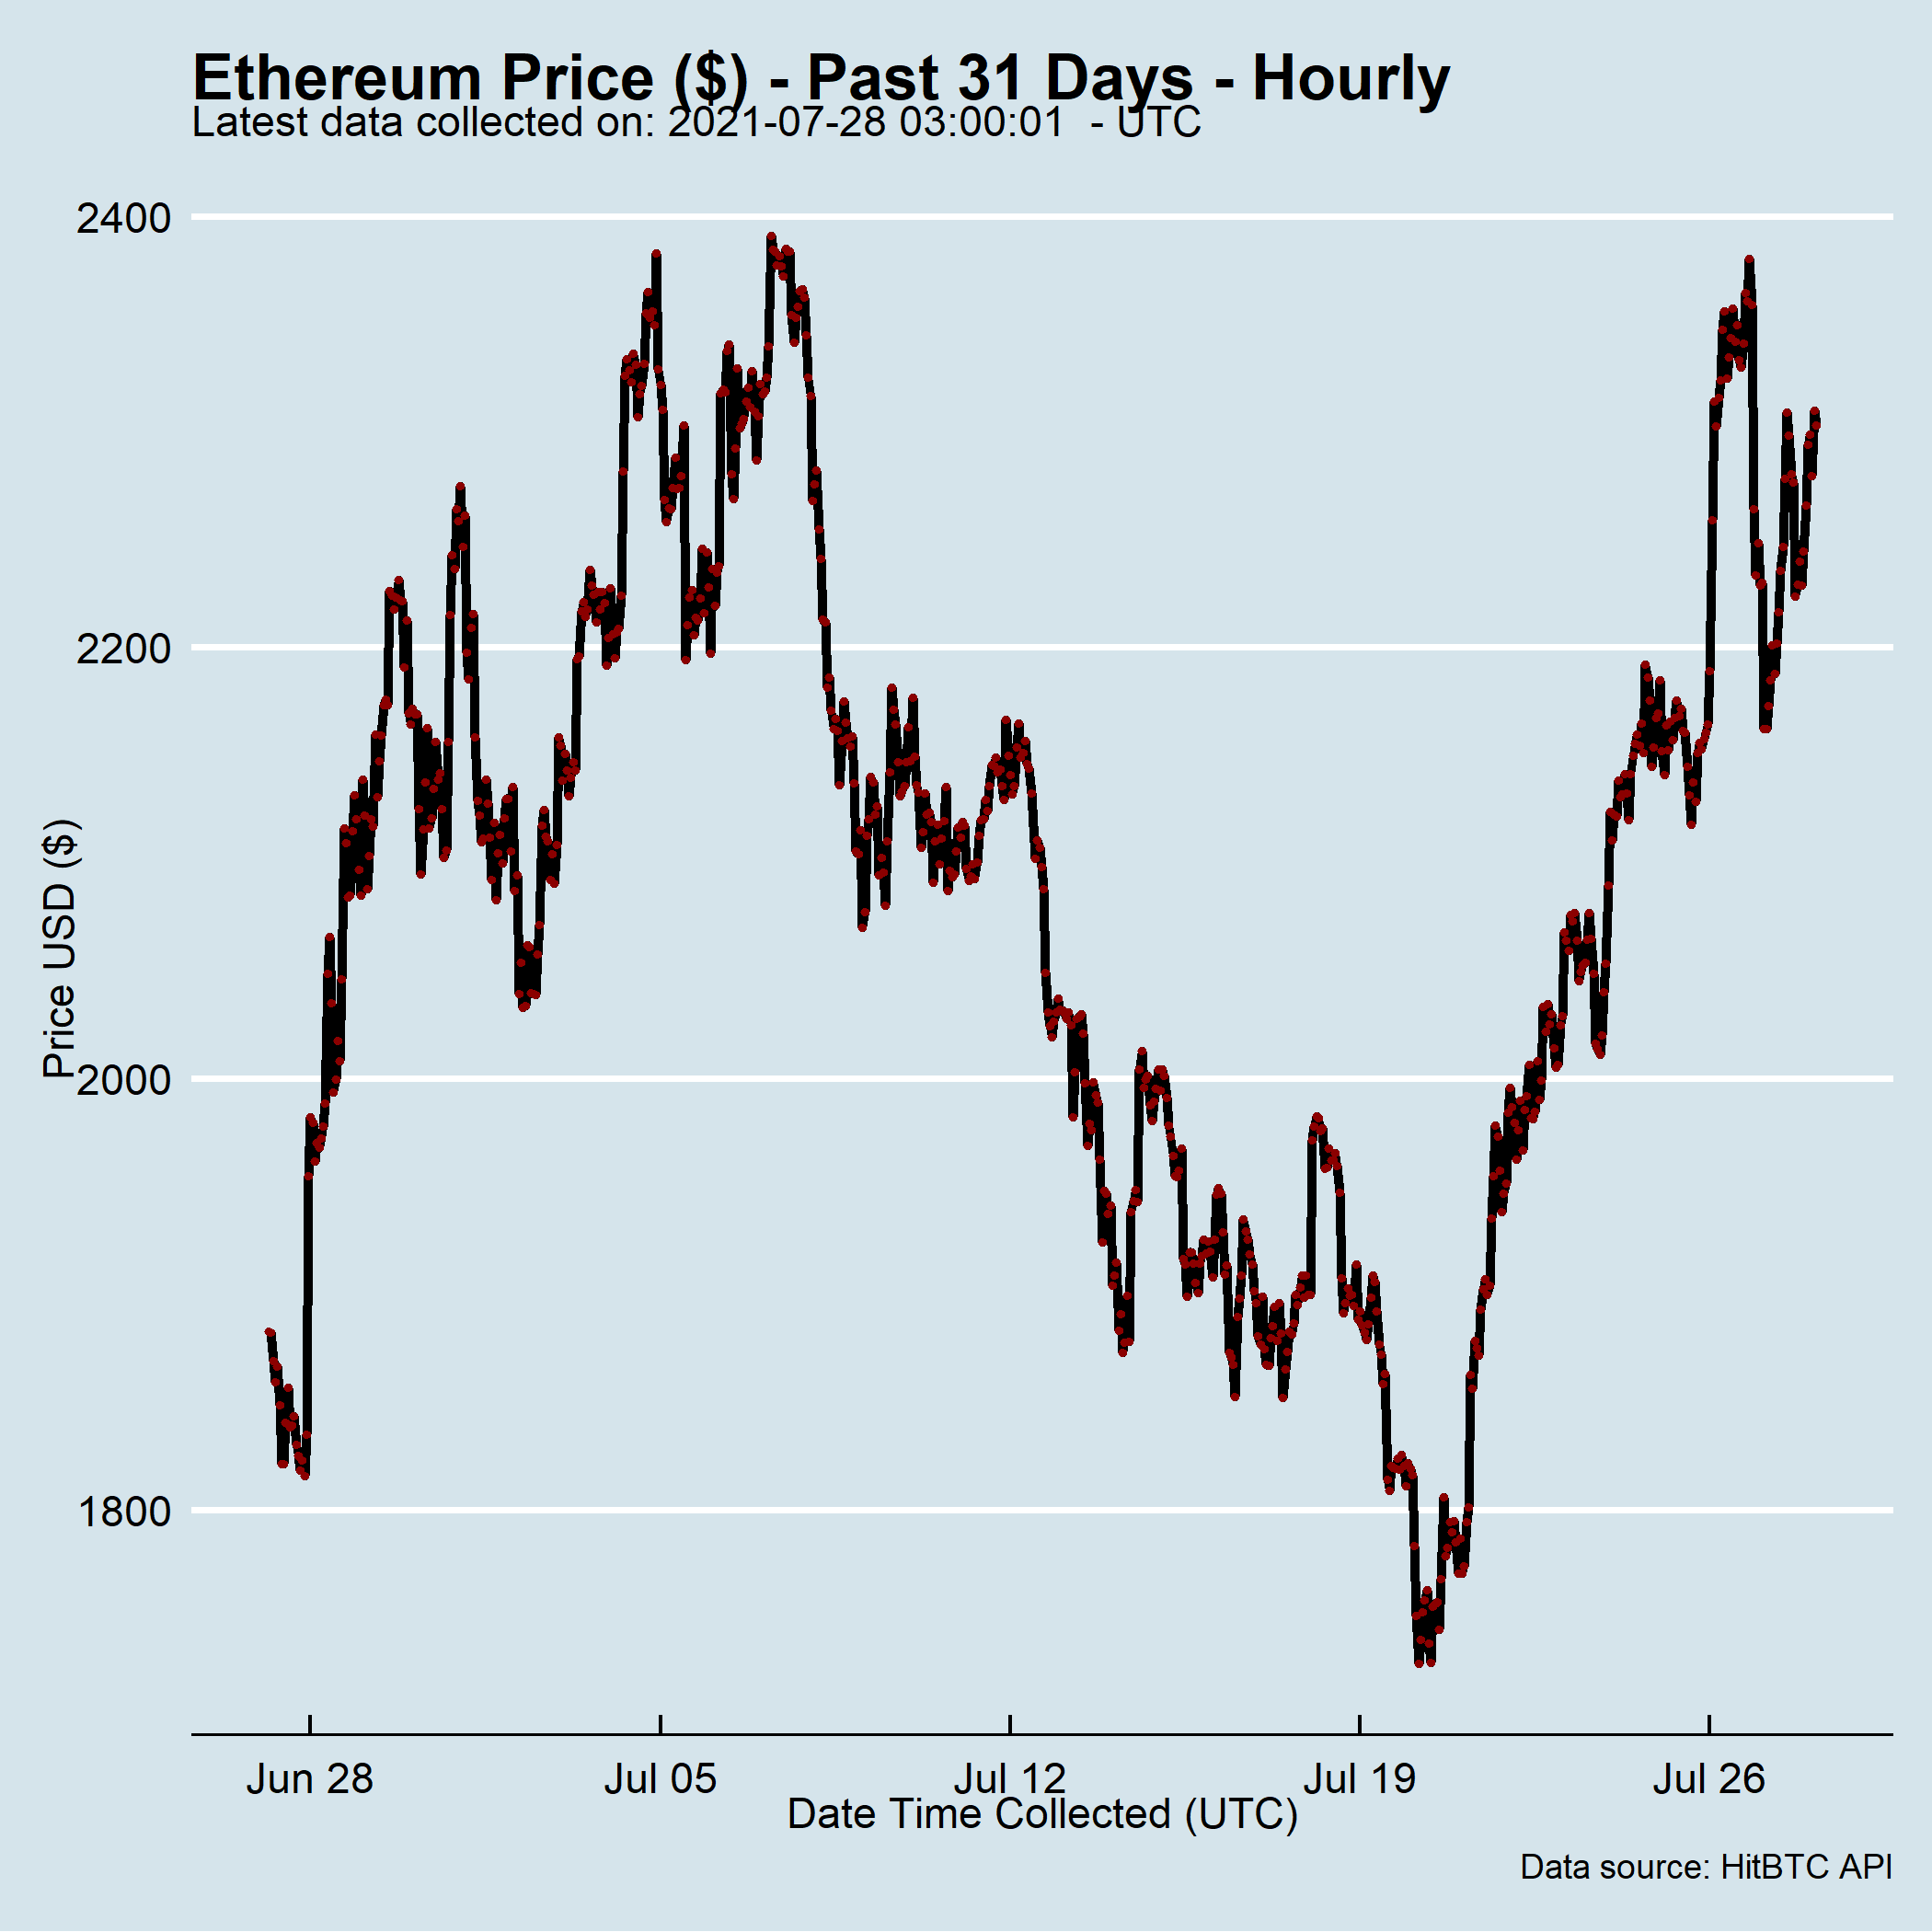 Ethereum Price ($) - Past 31 Days - Hourly
Latest data collected on: 2021-07-28 03:00:01  - UTC
2400
2200
2000
1800
Price USD ($)
Jun 28
Jul 05
Jul 12
Jul 19
Jul 26
Date Time Collected (UTC)
Data source: HitBTC API